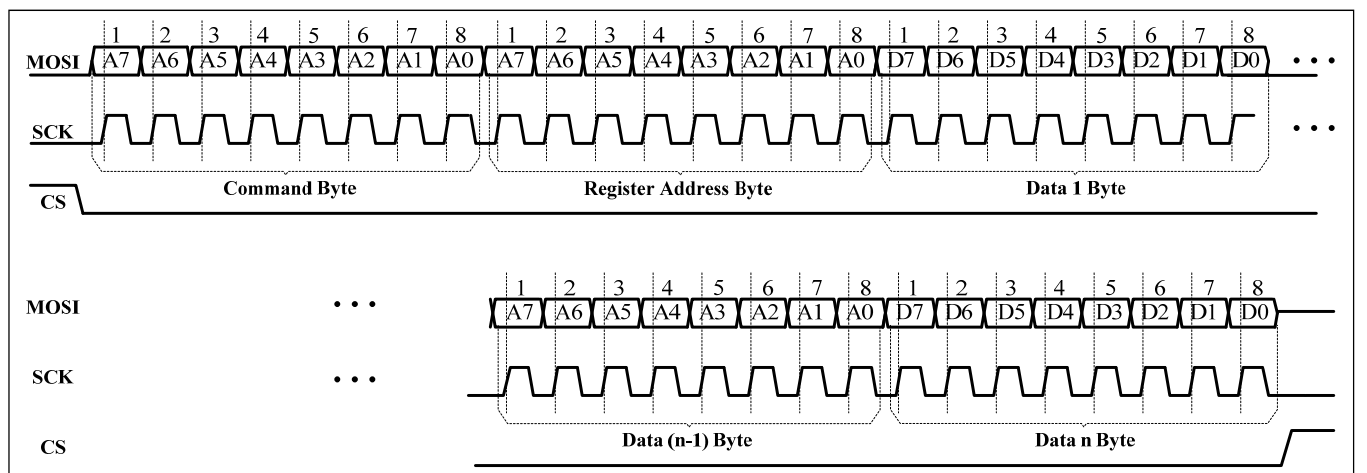 1 2 3 4 5 6 7 8 1 2 3 4 5 6 7 8 1 2 3 4 5 6 7 8
MOSI A7 A6 A5 A4 A3 A2 A1 A0 A7 A6 A5 A4 A3 A2 A1 A0 D7 D6 D5 D4 D3 D2 D1 D0 • • •
SCK • • •
Command Byte Register Address Byte Data 1 Byte
CS
1 2 3 4 5 6 7 8 1 2 3 4 5 6 7 8
MOSI • • • A7 A6 A5 A4 A3 A2 A1 A0 D7 D6 D5 D4 D3 D2 D1 D0
SCK • • •
Data (n-1) Byte Data n Byte
CS